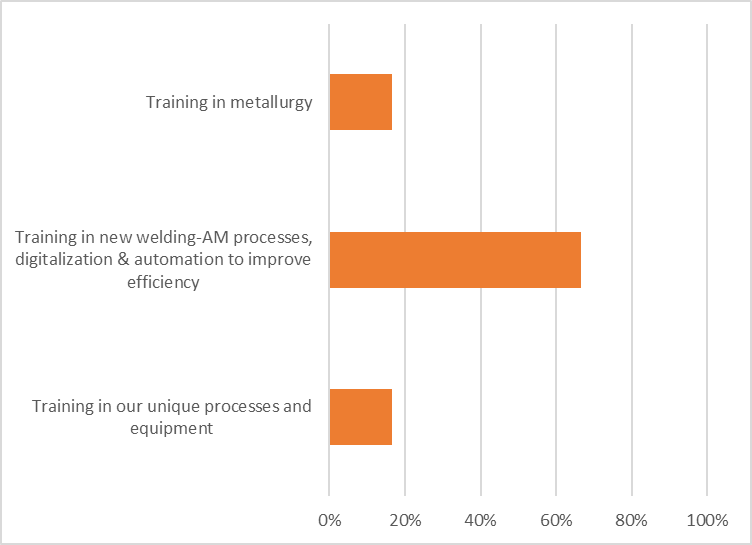 Training in metallurgy
Training in new welding-AM processes,
digitalization & automation to improve
efficiency
Training in our unique processes and
equipment
0% 20% 40% 60% 80% 100%